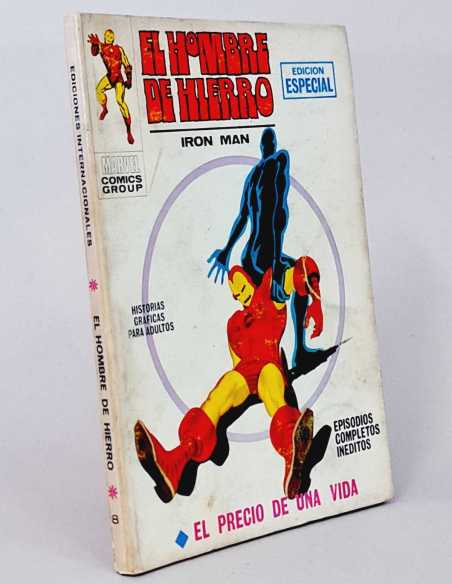 EL HOMBRE
DE HIERRO
IRON MAN
EDICION
ESPECIAL
MARVEL
COMICS
GROUP
HISTORIAS
GRAFICAS
PARA ADULTOS
EPISODIOS
COMPLETOS
INEDITOS
EL PRECIO DE UNA VIDA
EDICIONES INTERNACIONALES * EL HOMBRE DE HIERRO * 8